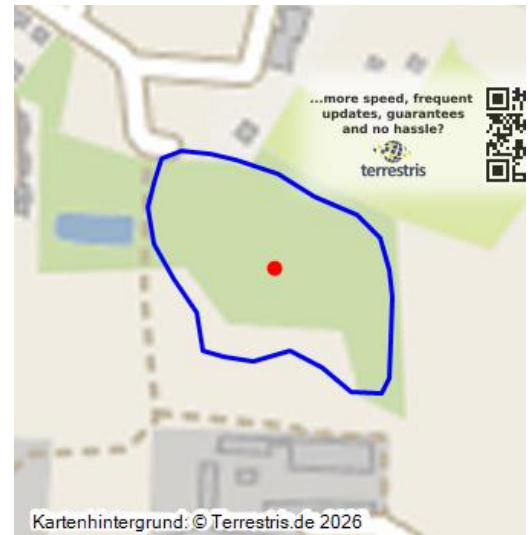 ...more speed, frequent
updates, guarantees
and no hassle?
terrestris
Kartenhintergrund: © Terrestris.de 2026